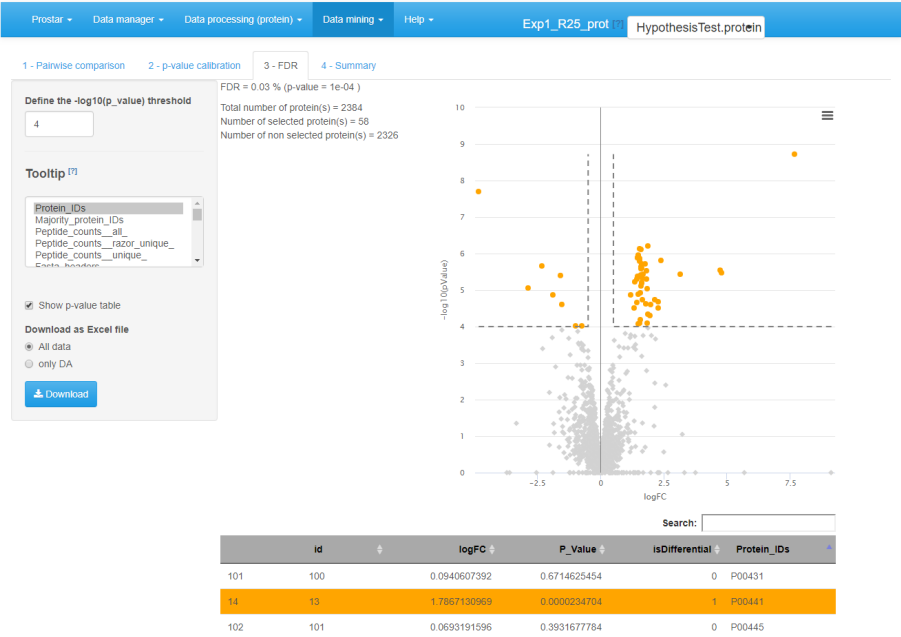 Prostar Data manager Data processing (protein) Data mining Help Exp1_R25_prot [?] HypothesisTest.protein
1 - Pairwise comparison 2 - p-value calibration 3 - FDR 4 - Summary
Define the -log10(p_value) threshold
4
Tooltip [?]
Protein_IDs
Majority_protein_IDs
Peptide_counts__all_
Peptide_counts__razor_unique_
Peptide_counts__unique_
Fasta_headers
Show p-value table
Download as Excel file
All data
only DA
Download
FDR = 0.03 % (p-value = 1e-04 )
Total number of protein(s) = 2384
Number of selected protein(s) = 58
Number of non selected protein(s) = 2326
10
9
8
7
6
5
4
3
2
1
0
-log10(pValue)
-2.5 0 2.5 5 7.5
logFC
Search:
id logFC P_Value isDifferential Protein_IDs
101 100 0.0940607392 0.6714625454 0 P00431
14 13 1.7867130969 0.0000234704 1 P00441
102 101 0.0693191596 0.3931677784 0 P00445